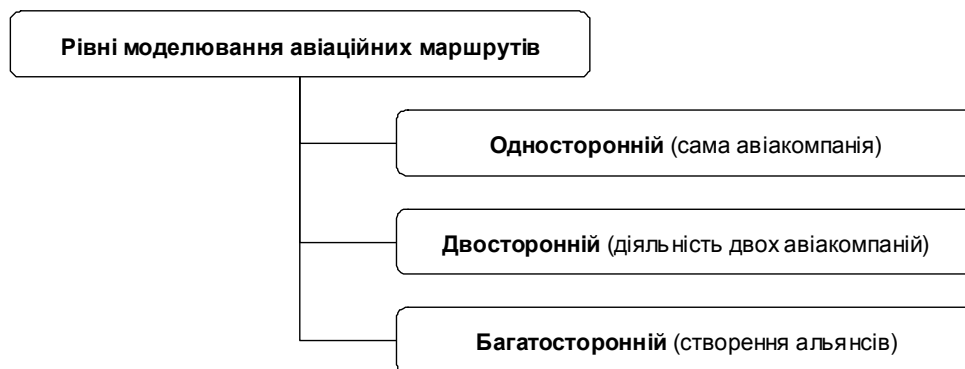 Рівні моделювання авіаційних маршрутів
Односторонній (сама авіакомпанія)
Двосторонній (діяльність двох авіакомпаній)
Багатосторонній (створення альянсів)